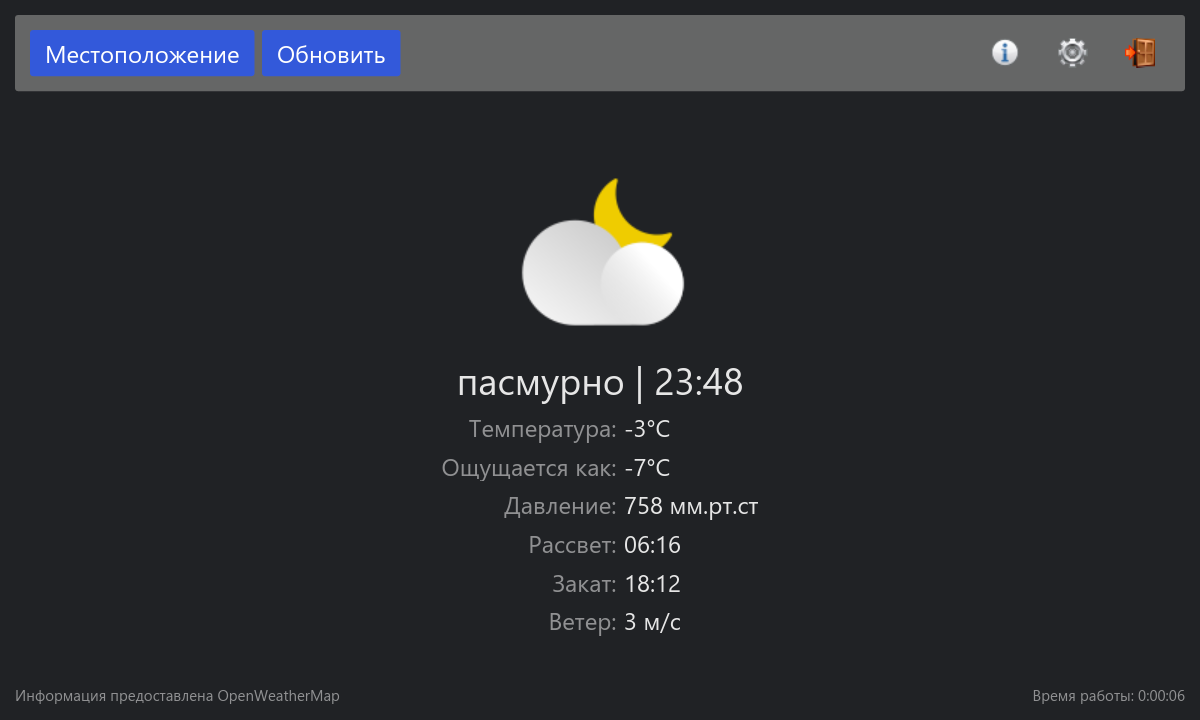 Местоположение Обновить
пасмурно | 23:48
Температура: -3°C
Ощущается как: -7°C
Давление: 758 мм.рт.ст
Рассвет: 06:16
Закат: 18:12
Ветер: 3 м/с
Информация предоставлена OpenWeatherMap Время работы: 0:00:06